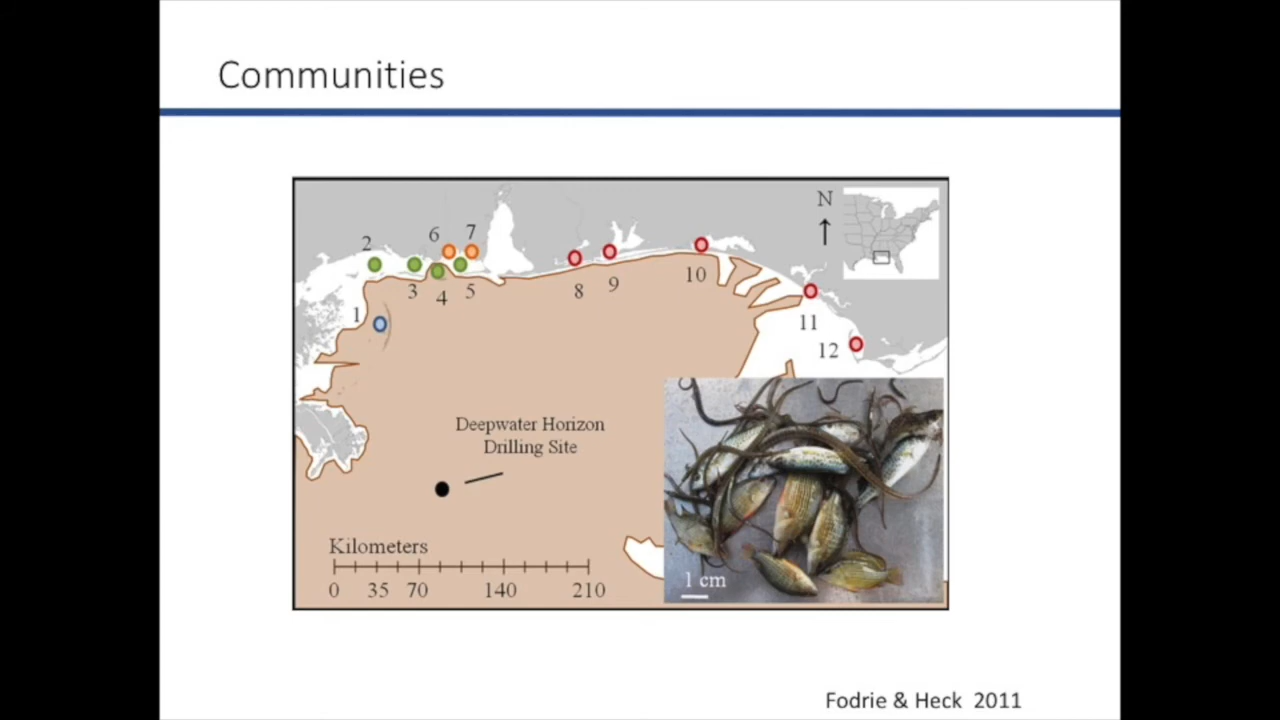 Communities
N
2
6
7
3
4
5
8
9
10
1
11
12
Deepwater Horizon
Drilling Site
Kilometers
0 35 70 140 210
1 cm
Fodrie & Heck 2011